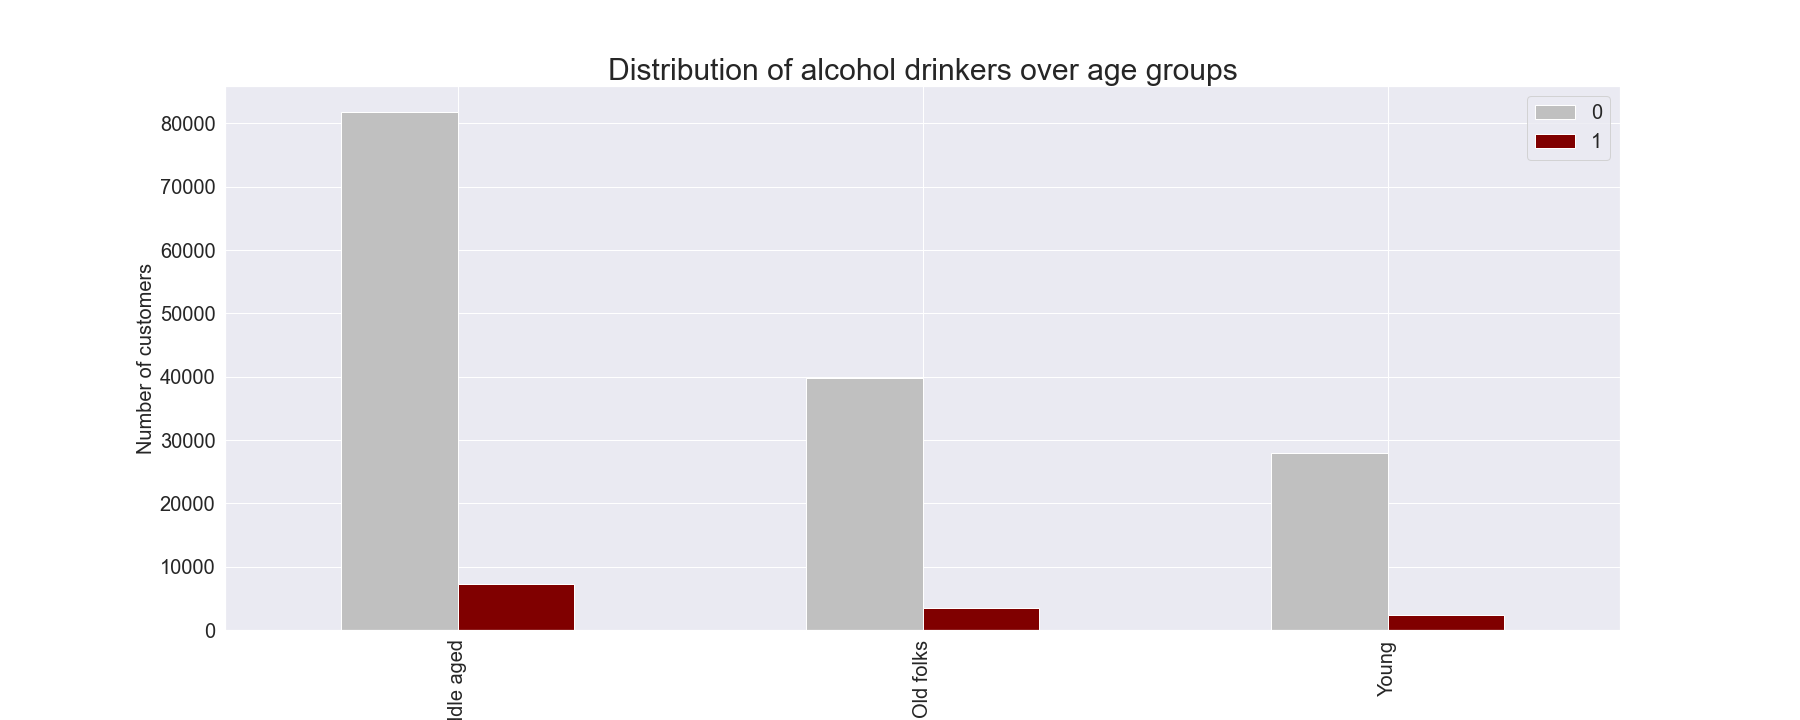 Distribution of alcohol drinkers over age groups
0
1
80000
70000
60000
50000
40000
30000
20000
10000
0
Number of customers
ddle aged
Old folks
Young